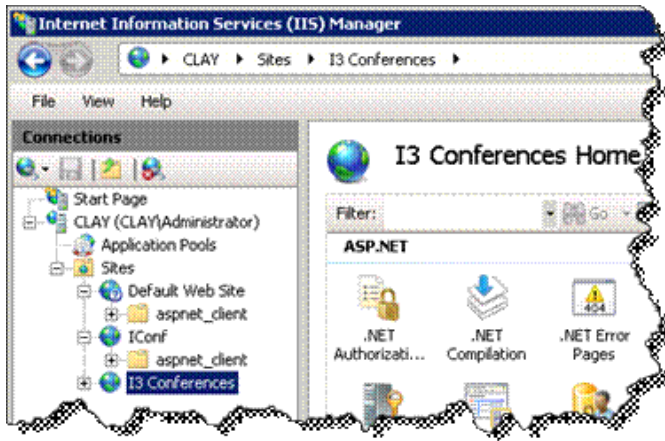 Internet Information Services (IIS) Manager
CLAY Sites I3 Conferences
File View Help
Connections
Start Page
CLAY (CLAY\Administrator)
Application Pools
Sites
Default Web Site
aspnet_client
IConf
aspnet_client
I3 Conferences
I3 Conferences Home
Filter: Go
ASP.NET
.NET Authorizati...
.NET Compilation
404
.NET Error Pages